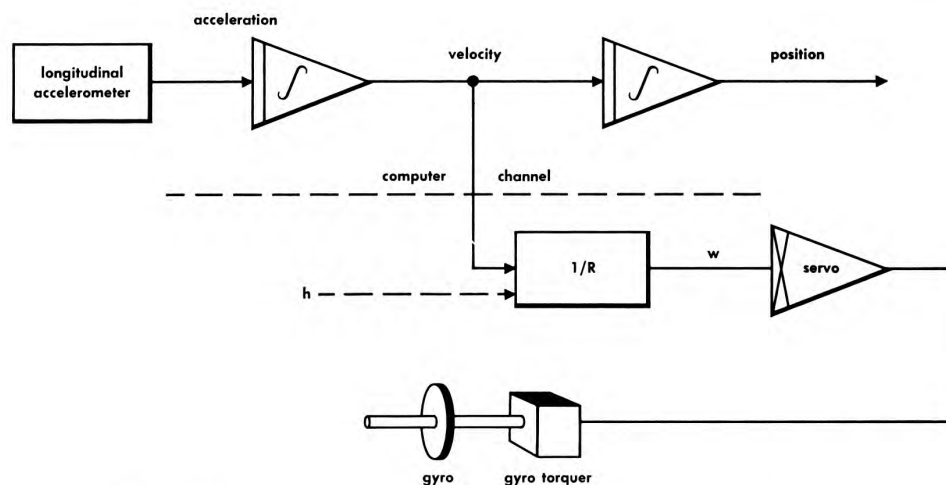 acceleration
longitudinal
accelerometer
∫
velocity
∫
position
computer channel
h
1/R
w
servo
gyro
gyro torquer